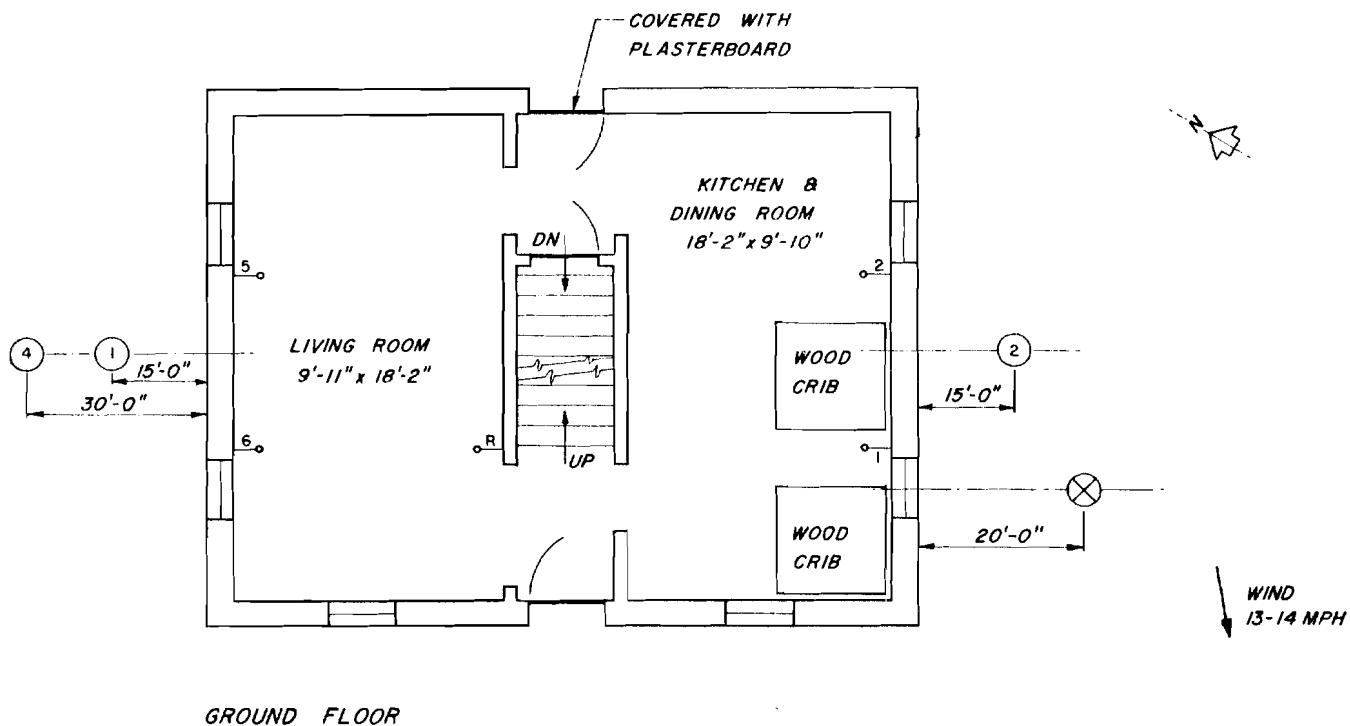 COVERED WITH
PLASTERBOARD
N
KITCHEN &
DINING ROOM
18'-2" x 9'-10"
DN
5
2
LIVING ROOM
9'-11" x 18'-2"
WOOD
CRIB
4
1
2
15'-0"
30'-0"
15'-0"
6
R
UP
1
WOOD
CRIB
20'-0"
WIND
13-14 MPH
GROUND FLOOR